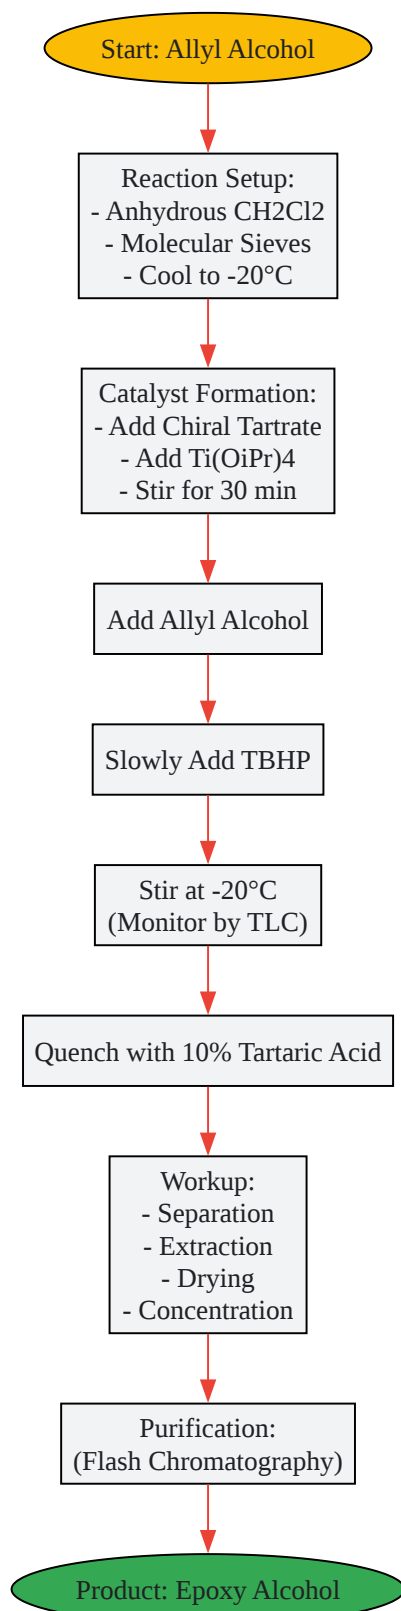 Start: Allyl Alcohol
Reaction Setup:
- Anhydrous CH2Cl2
- Molecular Sieves
- Cool to -20°C
Catalyst Formation:
- Add Chiral Tartrate
- Add Ti(OiPr)4
- Stir for 30 min
Add Allyl Alcohol
Slowly Add TBHP
Stir at -20°C
(Monitor by TLC)
Quench with 10% Tartaric Acid
Workup:
- Separation
- Extraction
- Drying
- Concentration
Purification:
(Flash Chromatography)
Product: Epoxy Alcohol